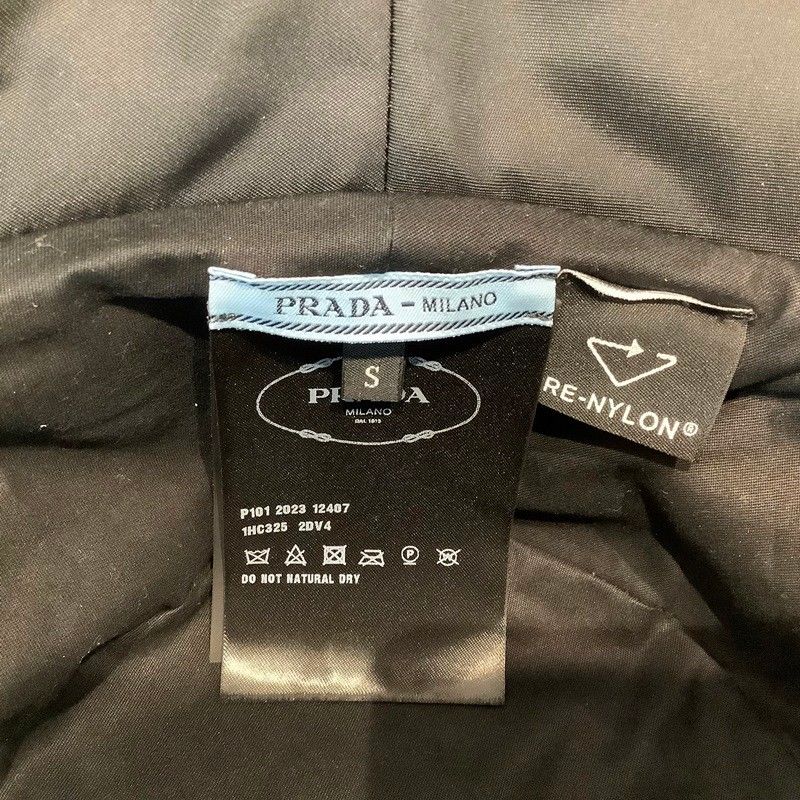 PRADA - MILANO
S
PRADA
MILANO
DAL 1913
RE-NYLON®
P101 2023 12407
1HC325 2DV4
DO NOT NATURAL DRY